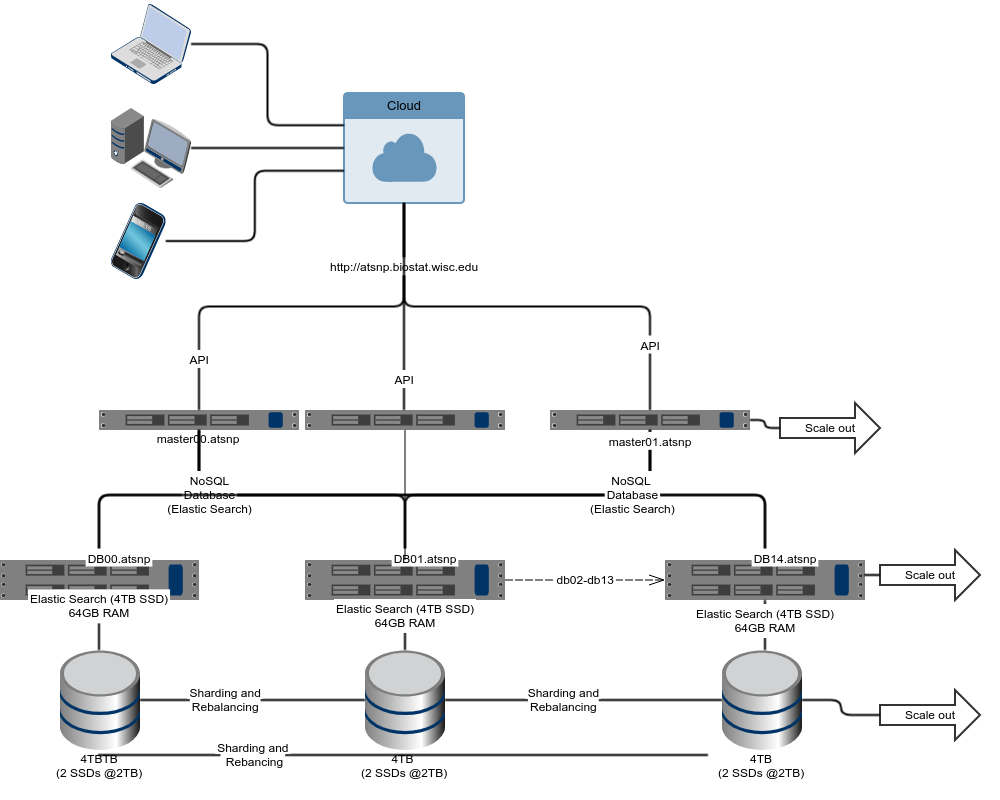 Cloud
http://atsnp.biostat.wisc.edu
API
API
API
master00.atsnp
master01.atsnp
Scale out
NoSQL
Database
(Elastic Search)
NoSQL
Database
(Elastic Search)
DB00.atsnp
DB01.atsnp
DB14.atsnp
db02-db13
Scale out
Elastic Search (4TB SSD)
64GB RAM
Elastic Search (4TB SSD)
64GB RAM
Elastic Search (4TB SSD)
64GB RAM
Sharding and
Rebalancing
Sharding and
Rebalancing
Scale out
Sharding and
Rebancing
4TBTB
(2 SSDs @2TB)
4TB
(2 SSDs @2TB)
4TB
(2 SSDs @2TB)